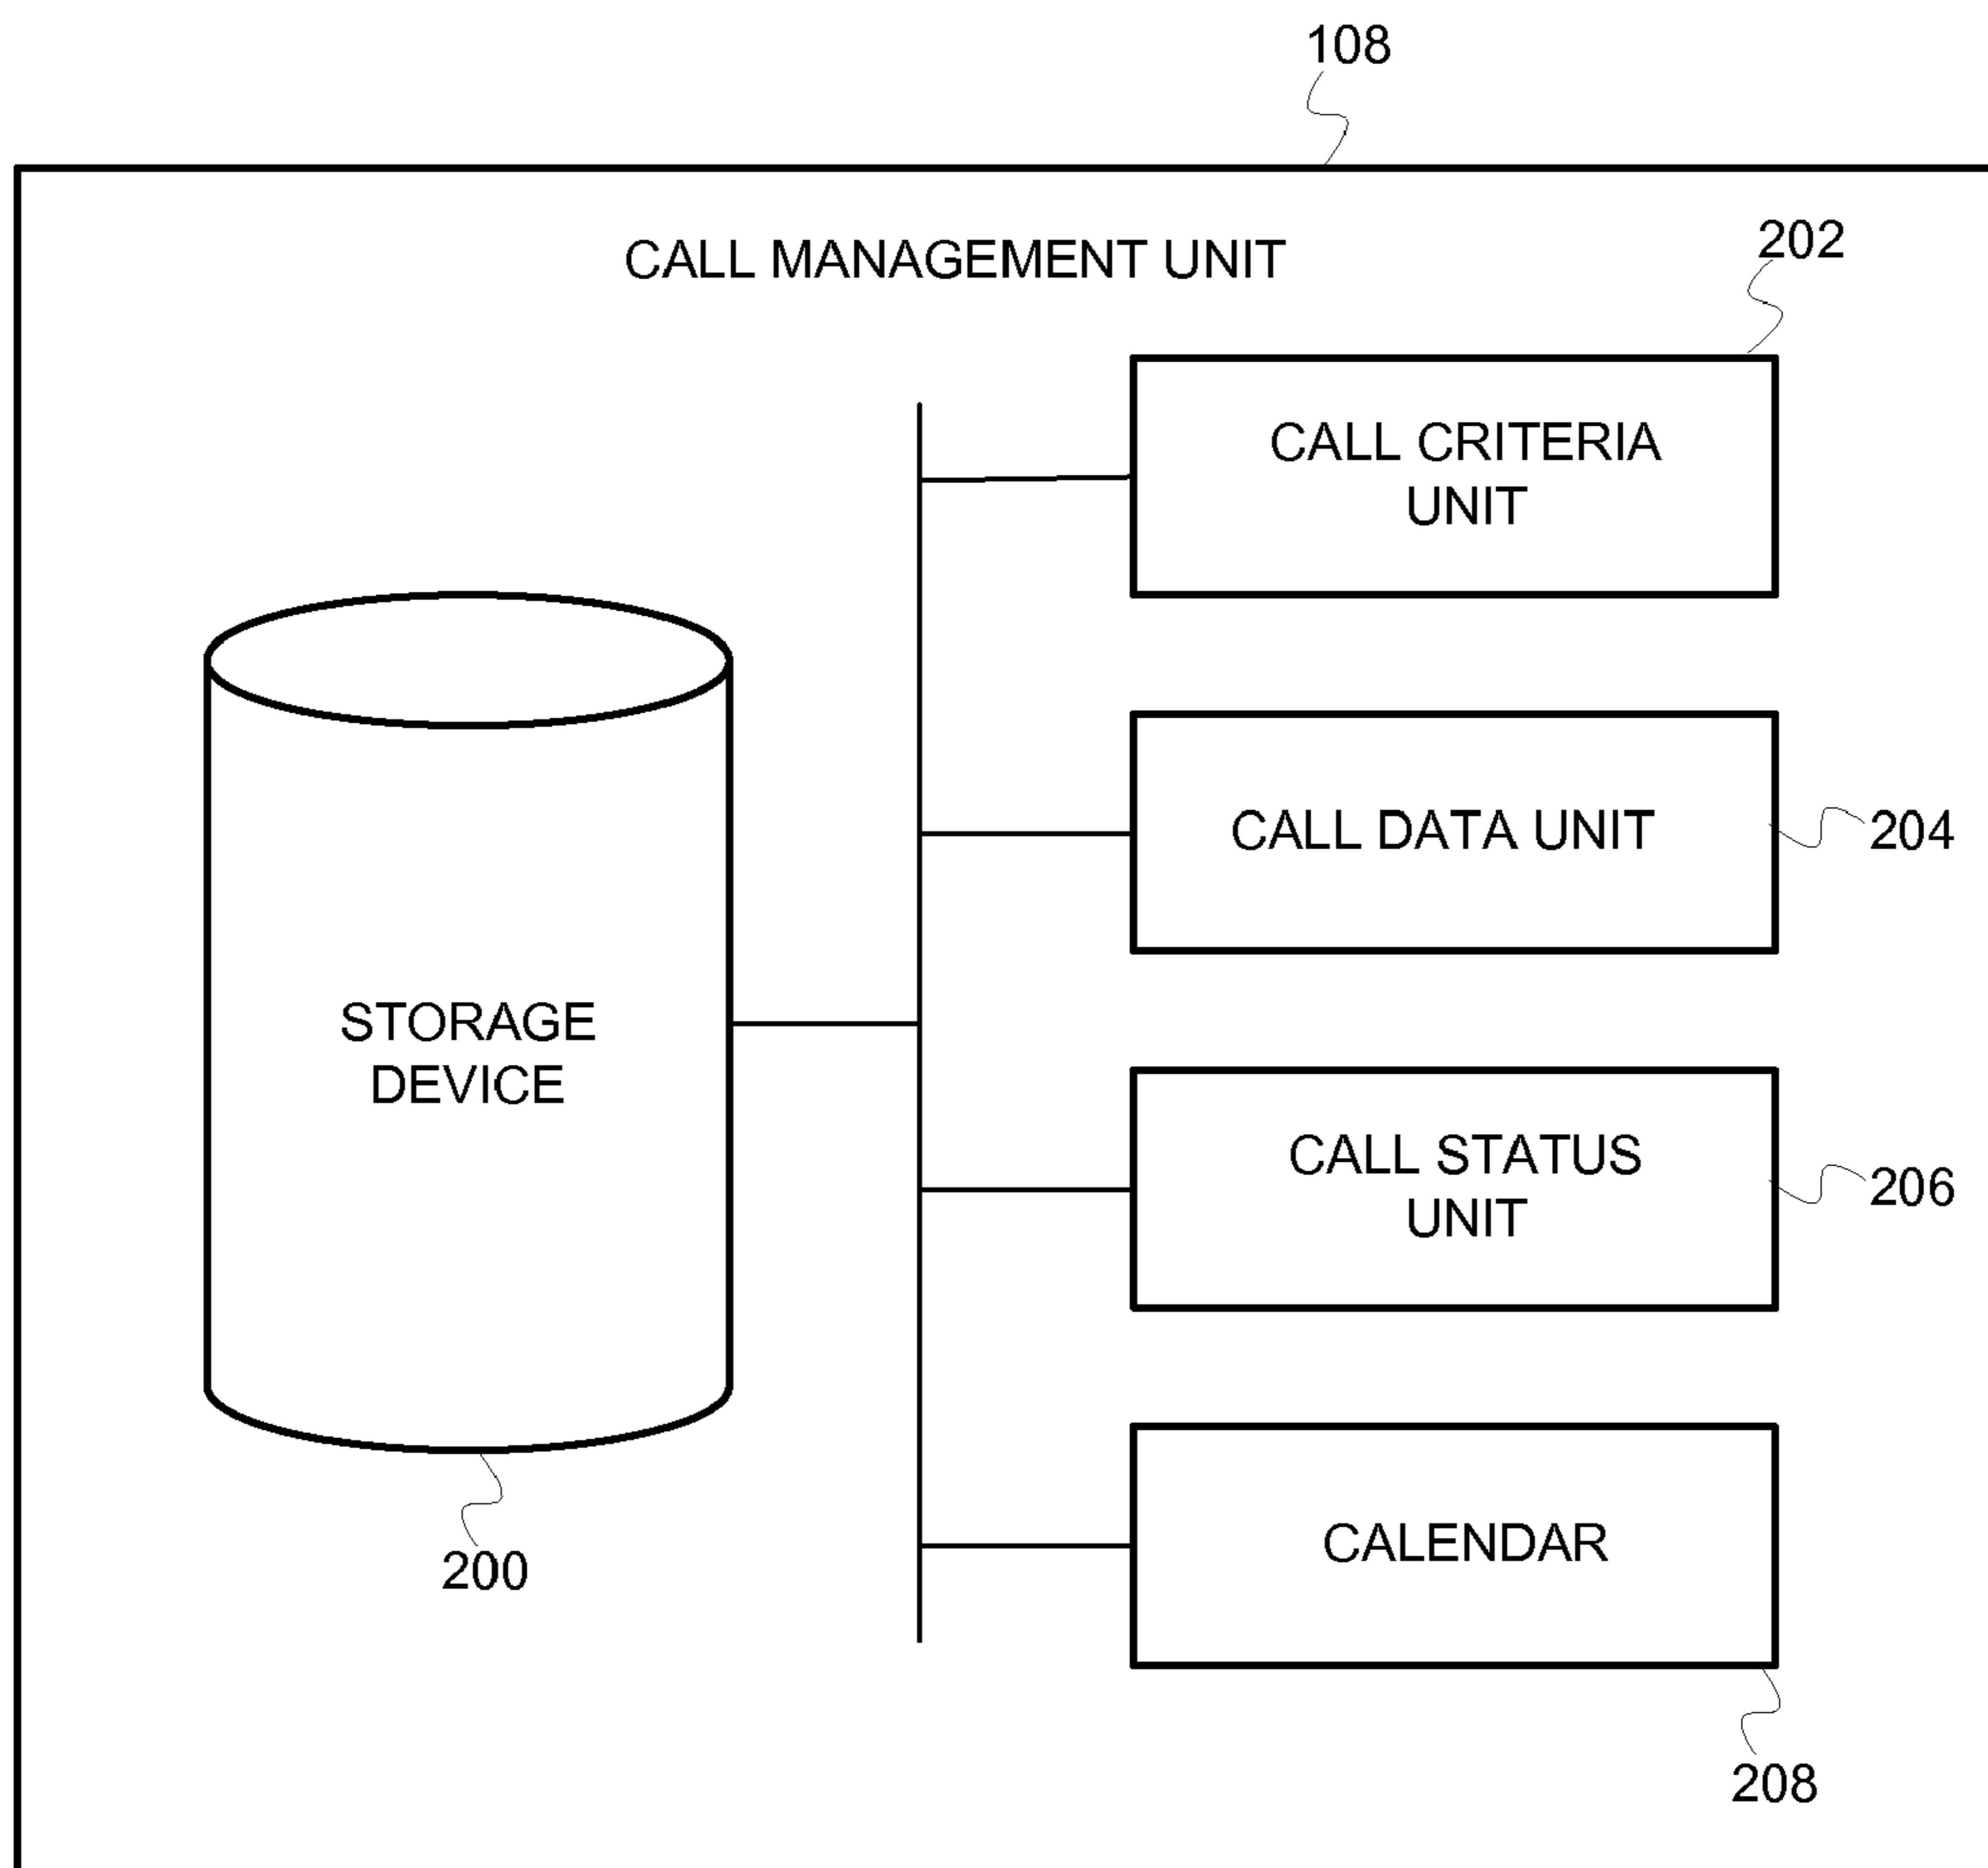 108
CALL MANAGEMENT UNIT
202
CALL CRITERIA
UNIT
CALL DATA UNIT
204
STORAGE
DEVICE
CALL STATUS
UNIT
206
CALENDAR
200
208